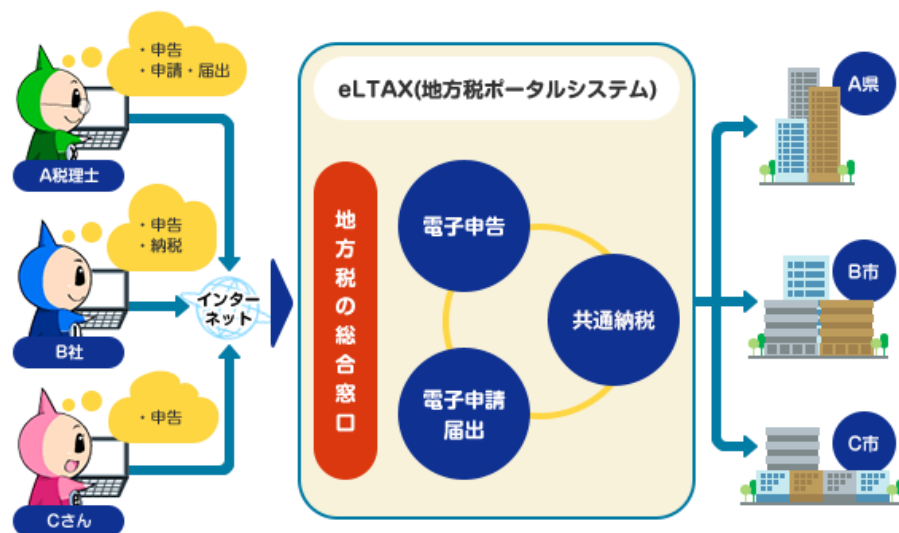 ・申告
・申請・届出
A税理士
・申告
・納税
B社
・申告
Cさん
インター
ネット
eLTAX(地方税ポータルシステム)
地方税の総合窓口
電子申告
共通納税
電子申請
届出
A県
B市
C市